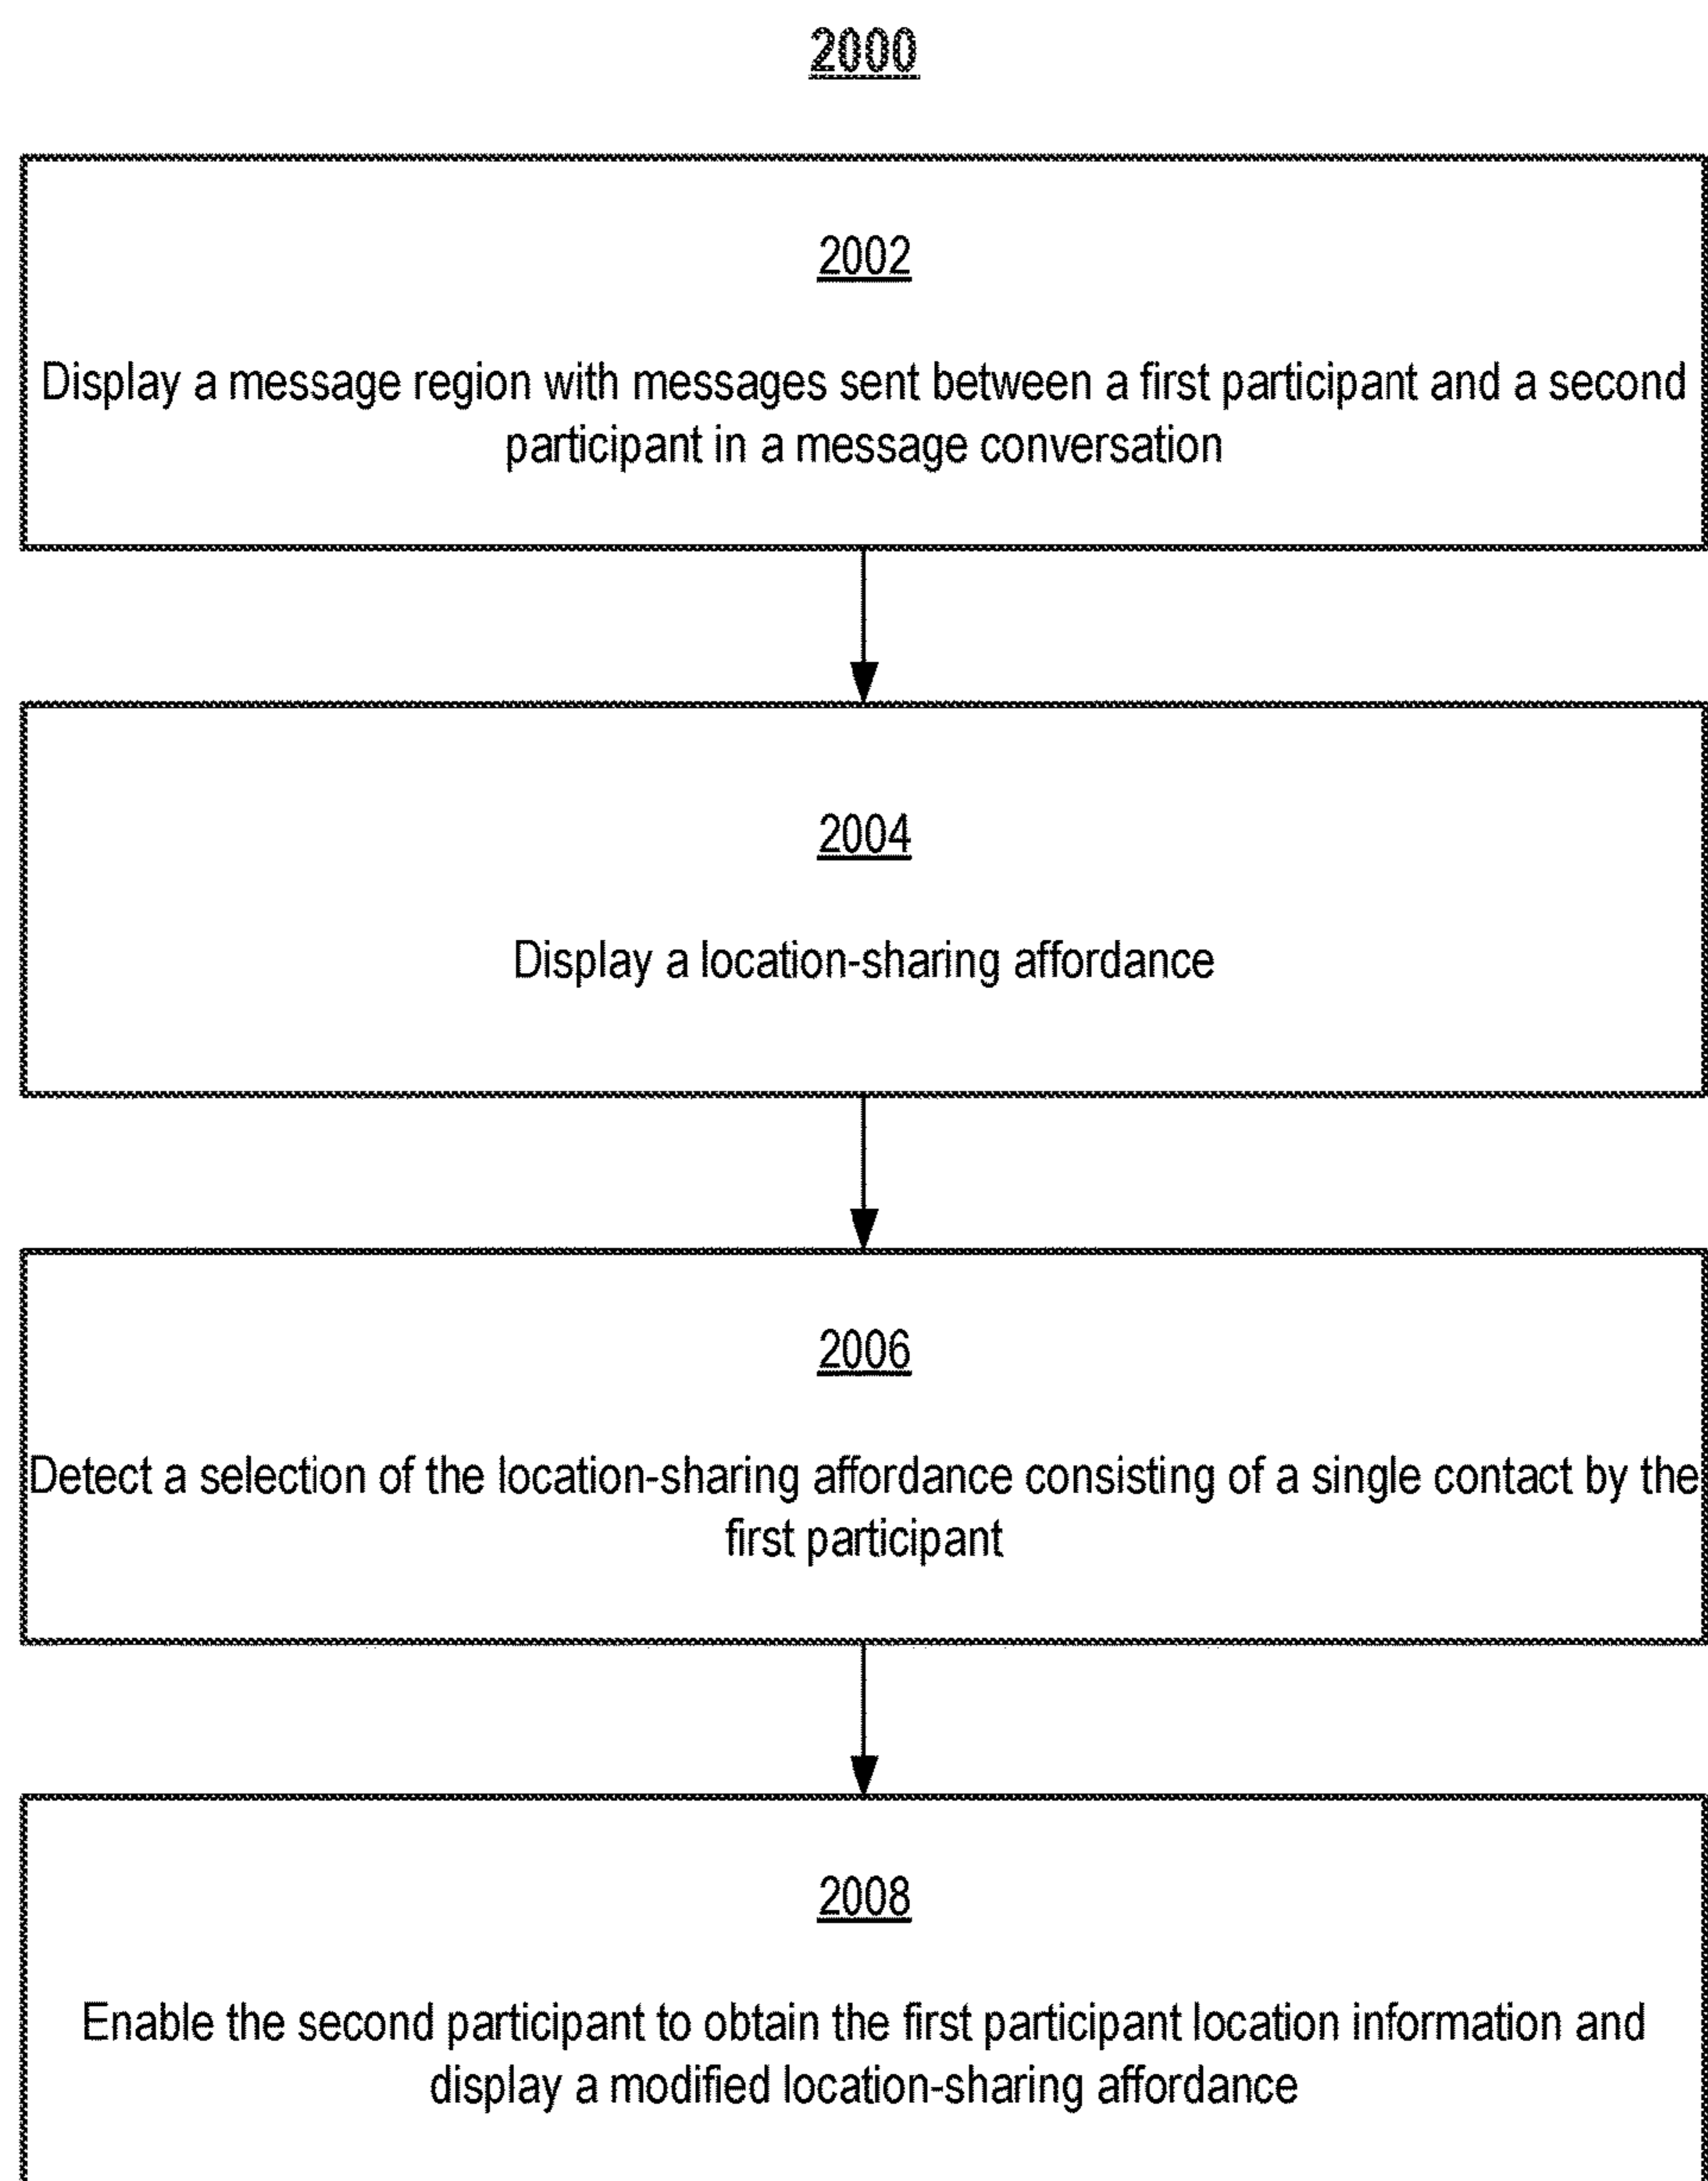 2000
2002
Display a message region with messages sent between a first participant and a second
participant in a message conversation
2004
Display a location-sharing affordance
2006
Detect a selection of the location-sharing affordance consisting of a single contact by the
first participant
2008
Enable the second participant to obtain the first participant location information and
display a modified location-sharing affordance